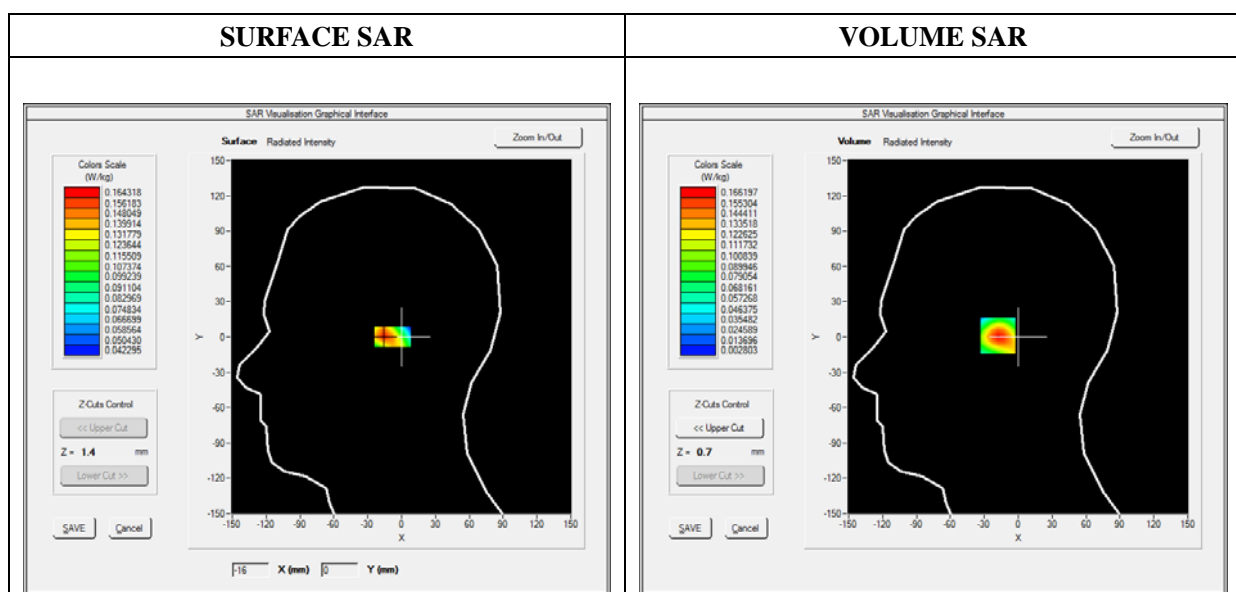 SURFACE SAR
VOLUME SAR
SAR Visualisation Graphical Interface
Surface Radiated Intensity
Zoom In/Out
Colors Scale
(W/kg)
0.164318
0.156183
0.148049
0.139914
0.131779
0.123644
0.115509
0.107374
0.099239
0.091104
0.082969
0.074834
0.066699
0.058564
0.050430
0.042295
150
120
90
60
30
Y 0
-30
-60
-90
-120
-150
-150 -120 -90 -60 -30 0 30 60 90 120 150
X
Z-Cuts Control
<< Upper Cut
Z = 1.4 mm
Lower Cut >>
SAVE Cancel
-16 X (mm) 0 Y (mm)
SAR Visualisation Graphical Interface
Volume Radiated Intensity
Zoom In/Out
Colors Scale
(W/kg)
0.166197
0.155304
0.144411
0.133518
0.122625
0.111732
0.100839
0.089946
0.079054
0.068161
0.057268
0.046375
0.035482
0.024589
0.013696
0.002803
150
120
90
60
30
Y 0
-30
-60
-90
-120
-150
-150 -120 -90 -60 -30 0 30 60 90 120 150
X
Z-Cuts Control
<< Upper Cut
Z = 0.7 mm
Lower Cut >>
SAVE Cancel